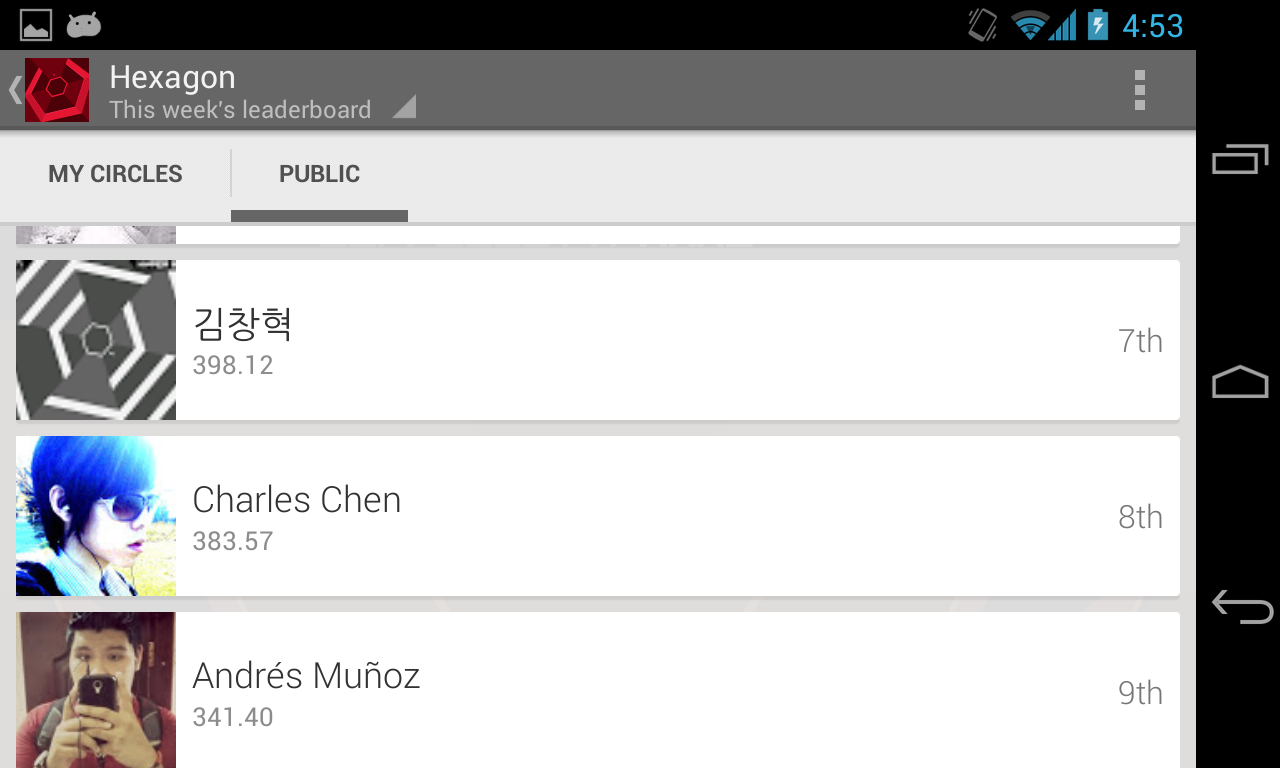 4:53
Hexagon
This week's leaderboard
MY CIRCLES
PUBLIC
김창혁
398.12
7th
Charles Chen
383.57
8th
Andrés Muñoz
341.40
9th